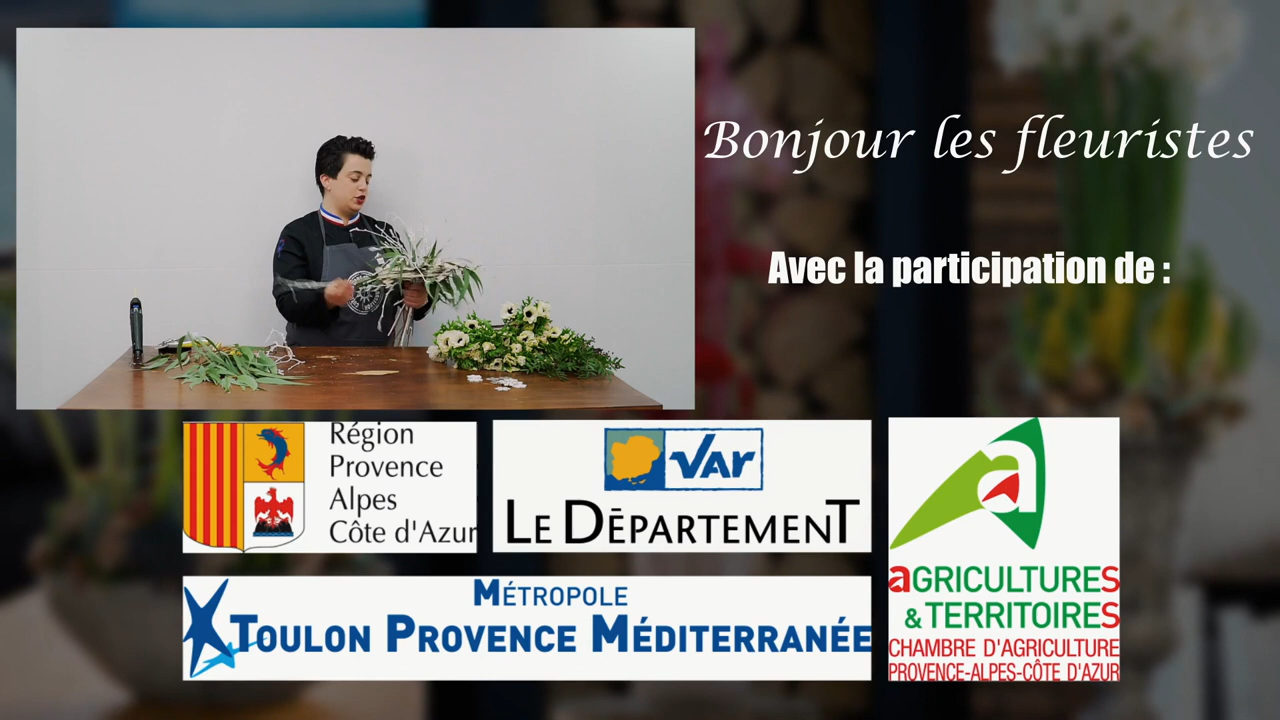 Bonjour les fleuristes
Avec la participation de :
Région
Provence
Alpes
Côte d'Azur
VAr
LE DÉPARTEMENT
MÉTROPOLE
TOULON PROVENCE MÉDITERRANÉE
aGRICULTURES
& TERRITOIRES
CHAMBRE D'AGRICULTURE
PROVENCE-ALPES-CÔTE D'AZUR